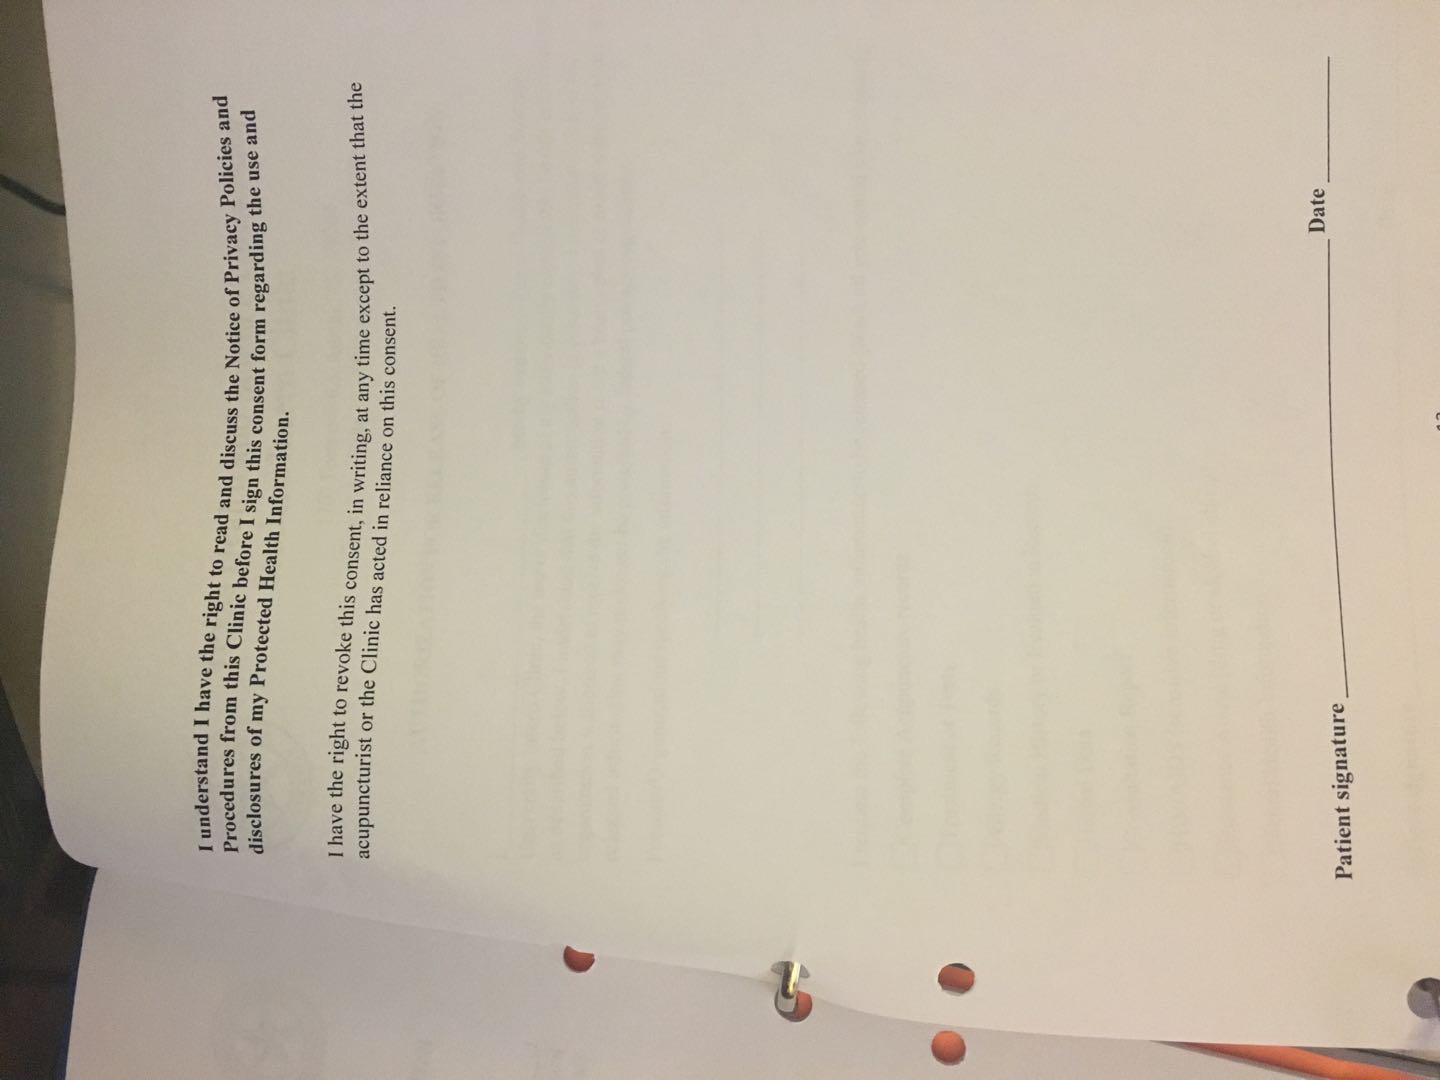 I understand I have the right to read and discuss the Notice of Privacy Policies and
Procedures from this Clinic before I sign this consent form regarding the use and
disclosures of my Protected Health Information.
I have the right to revoke this consent, in writing, at any time except to the extent that the
acupuncturist or the Clinic has acted in reliance on this consent.
Patient signature Date